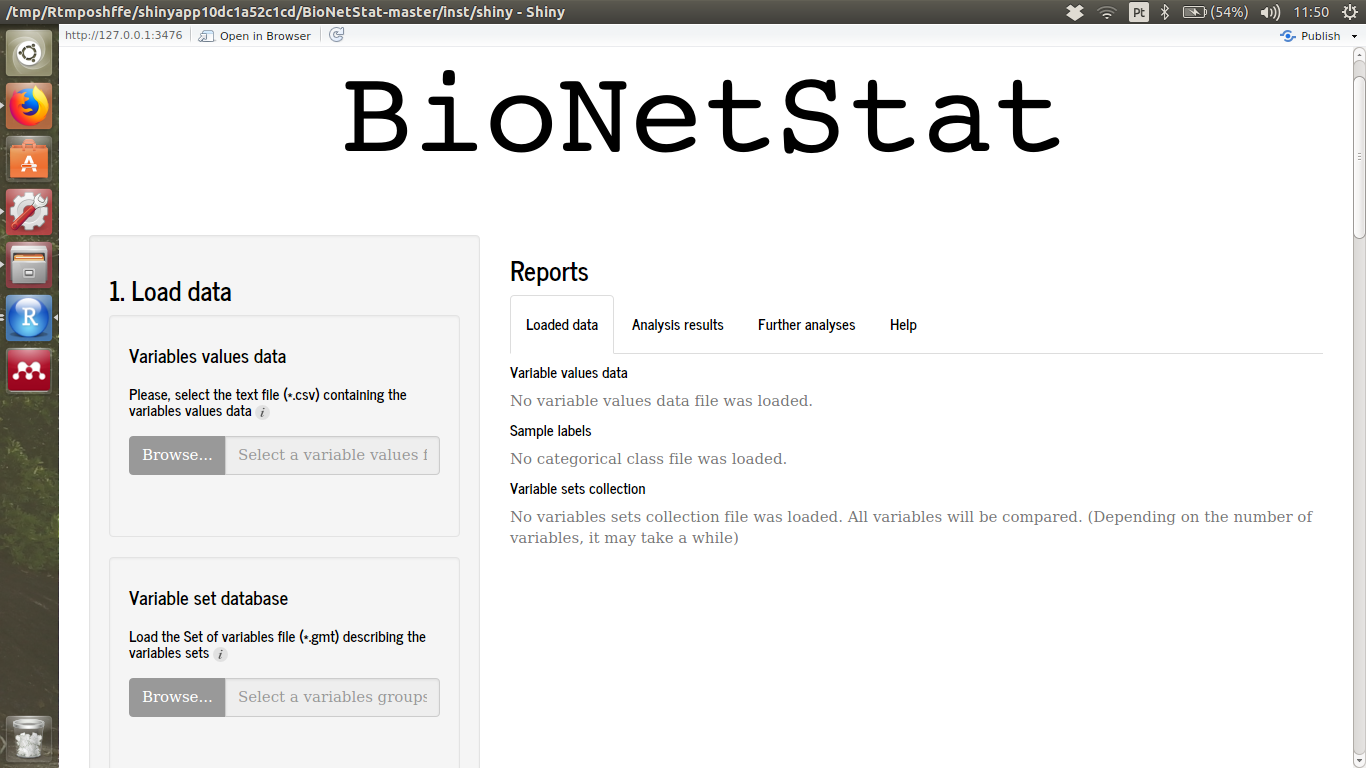 /tmp/Rtmposhffe/shinyapp10dc1a52c1cd/BioNetStat-master/inst/shiny - Shiny
Pt
(54%)
11:50
http://127.0.0.1:3476
Open in Browser
Publish
BioNetStat
1. Load data
Variables values data
Please, select the text file (*.csv) containing the
variables values data i
Browse... Select a variable values f
Variable set database
Load the Set of variables file (*.gmt) describing the
variables sets i
Browse... Select a variables groups
Reports
Loaded data Analysis results Further analyses Help
Variable values data
No variable values data file was loaded.
Sample labels
No categorical class file was loaded.
Variable sets collection
No variables sets collection file was loaded. All variables will be compared. (Depending on the number of
variables, it may take a while)
R